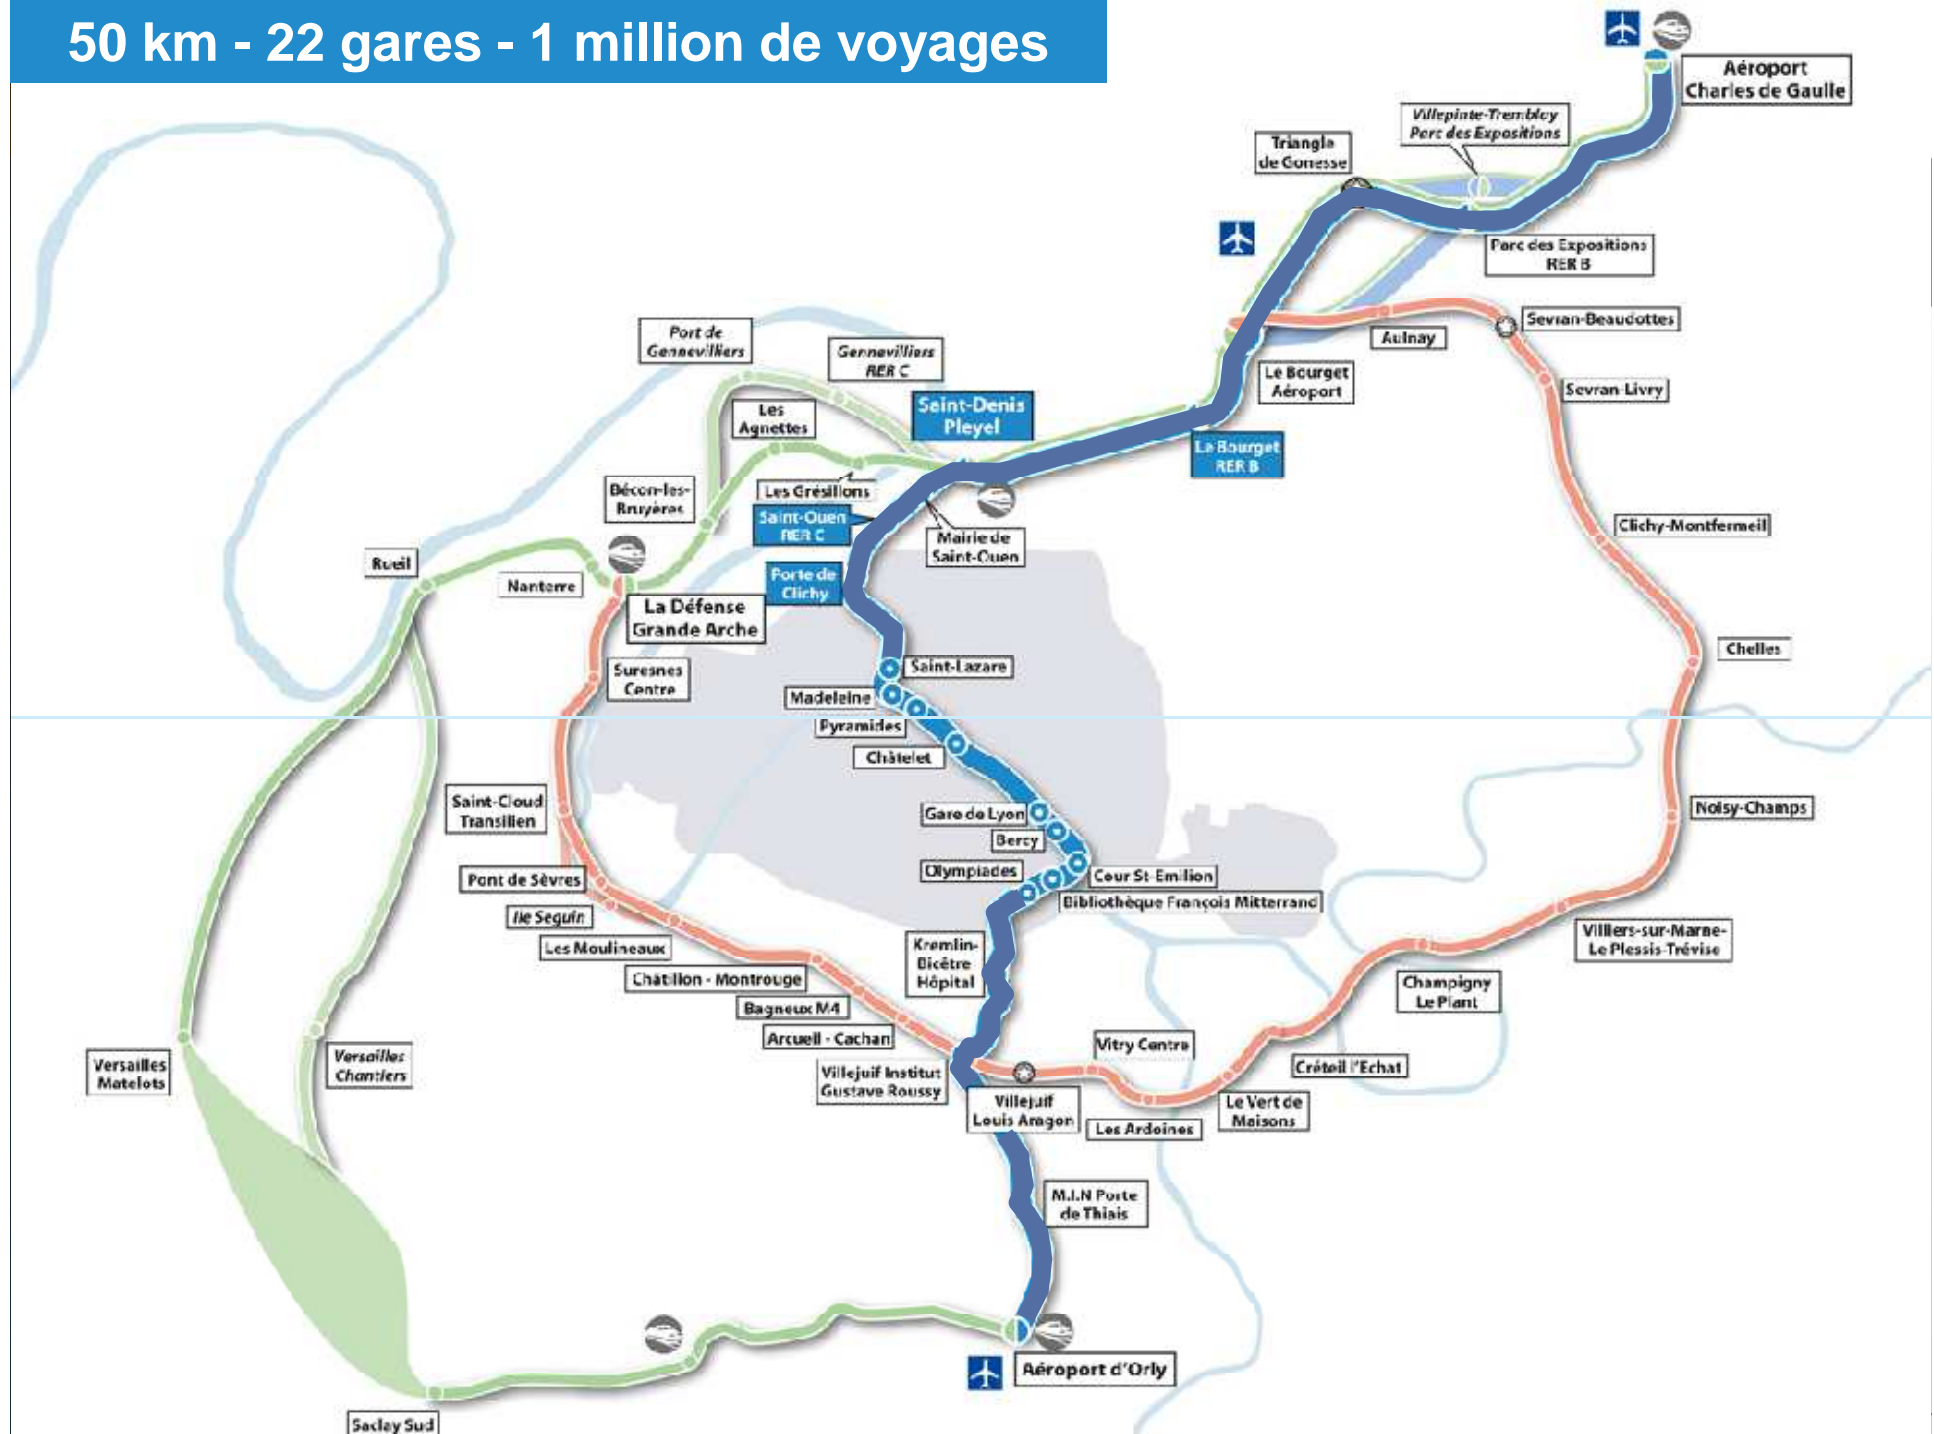 50 km - 22 gares - 1 million de voyages
Aéroport
Charles de Gaulle
Villepinte-Tremblay
Parc des Expositions
Triangle
de Gonesse
Parc des Expositions
RER B
Sevran-Beaudottes
Aulnay
Port de
Gennevilliers
Gennevilliers
RER C
Le Bourget
Aéroport
Sevran-Livry
Saint-Denis
Pleyel
Les
Agnettes
Le Bourget
RER B
Bécon-les-
Bruyères
Les Grésillons
Saint-Ouen
RER C
Mairie de
Saint-Ouen
Clichy-Montfermeil
Rueil
Nanterre
Porte de
Clichy
La Défense
Grande Arche
Chelles
Suresnes
Centre
Saint-Lazare
Madeleine
Pyramides
Châtelet
Saint-Cloud
Transilien
Gare de Lyon
Noisy-Champs
Bercy
Pont de Sèvres
Olympiades
Cour St-Emilion
Bibliothèque François Mitterrand
Ile Seguin
Les Moulineaux
Kremlin-
Bicêtre
Hôpital
Villiers-sur-Marne-
Le Plessis-Trévise
Chatillon - Montrouge
Champigny
Le Plant
Bagneux M4
Arcueil - Cachan
Vitry Centre
Versailles
Matelots
Versailles
Chantiers
Villejuif Institut
Gustave Roussy
Créteil l'Echat
Villejuif
Louis Aragon
Les Ardoines
Le Vert de
Maisons
M.I.N Porte
de Thiais
Aéroport d'Orly
Saclay Sud